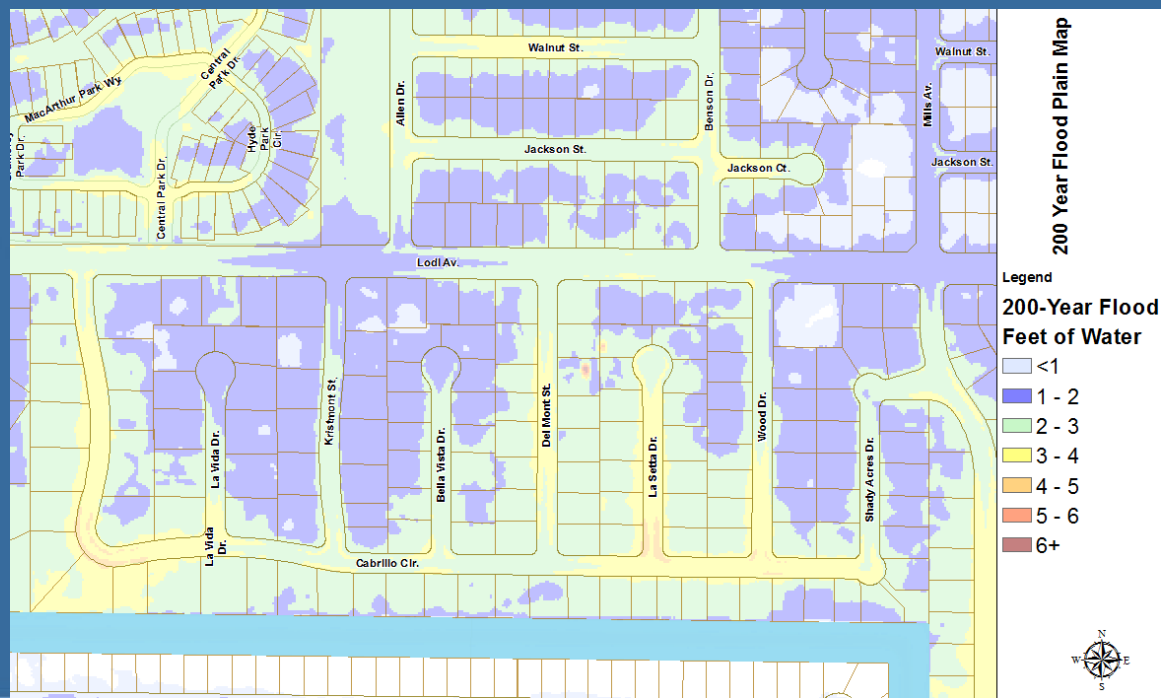 Walnut St.
Central
Park Dr.
Walnut St.
MacArthur Park Wy
Allen Dr.
Benson Dr.
Mills Av.
Hyde
Park
Cir.
Park Dr.
Jackson St.
Jackson St.
Jackson Ct.
Central Park Dr.
Lodi Av.
Kristmont St.
Del Mont St.
Wood Dr.
La Vida Dr.
Bella Vista Dr.
La Setta Dr.
Shady Acres Dr.
La Vida
Dr.
Cabrillo Cir.
200 Year Flood Plain Map
Legend
200-Year Flood
Feet of Water
<1
1 - 2
2 - 3
3 - 4
4 - 5
5 - 6
6+
N
W
E
S